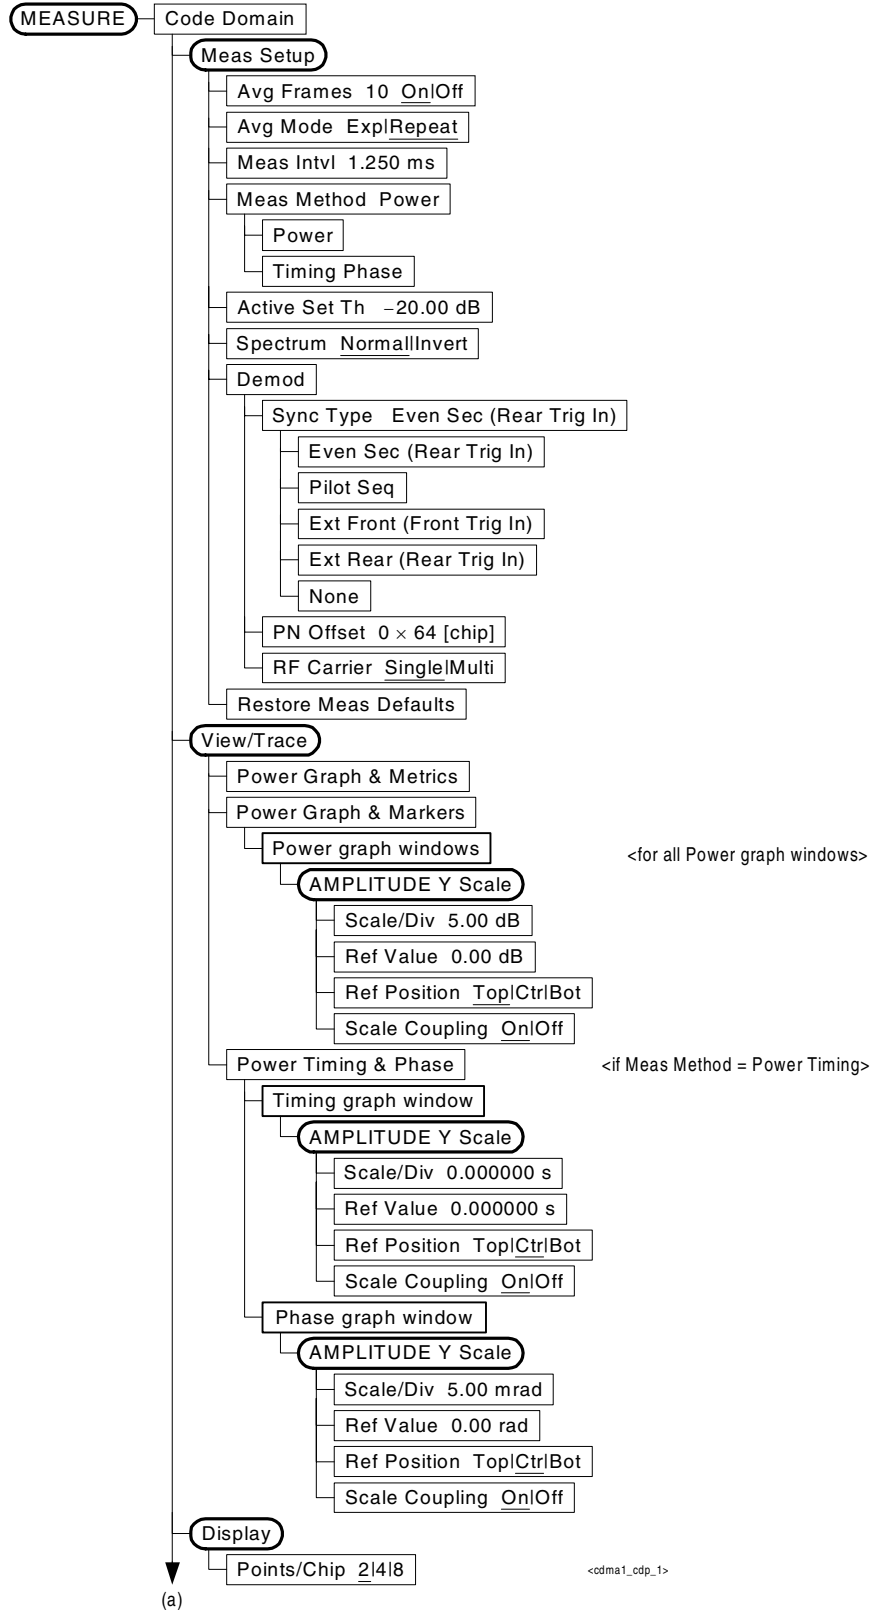 MEASURE Code Domain
Meas Setup
Avg Frames 10 On|Off
Avg Mode Exp|Repeat
Meas Intvl 1.250 ms
Meas Method Power
Power
Timing Phase
Active Set Th −20.00 dB
Spectrum Normal|Invert
Demod
Sync Type Even Sec (Rear Trig In)
Even Sec (Rear Trig In)
Pilot Seq
Ext Front (Front Trig In)
Ext Rear (Rear Trig In)
None
PN Offset 0 × 64 [chip]
RF Carrier Single|Multi
Restore Meas Defaults
View/Trace
Power Graph & Metrics
Power Graph & Markers
Power graph windows <for all Power graph windows>
AMPLITUDE Y Scale
Scale/Div 5.00 dB
Ref Value 0.00 dB
Ref Position Top|Ctr|Bot
Scale Coupling On|Off
Power Timing & Phase <if Meas Method = Power Timing>
Timing graph window
AMPLITUDE Y Scale
Scale/Div 0.000000 s
Ref Value 0.000000 s
Ref Position Top|Ctr|Bot
Scale Coupling On|Off
Phase graph window
AMPLITUDE Y Scale
Scale/Div 5.00 mrad
Ref Value 0.00 rad
Ref Position Top|Ctr|Bot
Scale Coupling On|Off
Display
Points/Chip 2|4|8 <cdma1_cdp_1>
(a)